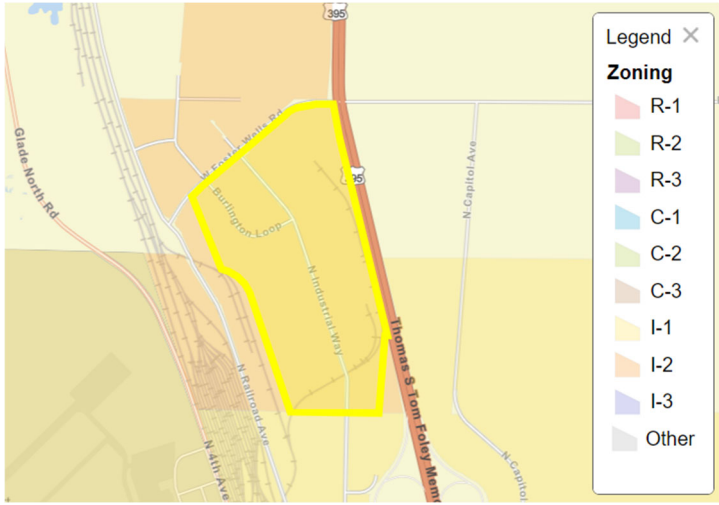 395
Legend ×
Zoning
R-1
R-2
R-3
C-1
C-2
C-3
I-1
I-2
I-3
Other
W Foster Wells Rd
Glade North Rd
395
N Capitol Ave
Burlington Loop
N Industrial Way
Thomas S Tom Foley Memo
N Railroad Ave
N 4th Ave
N Capitol